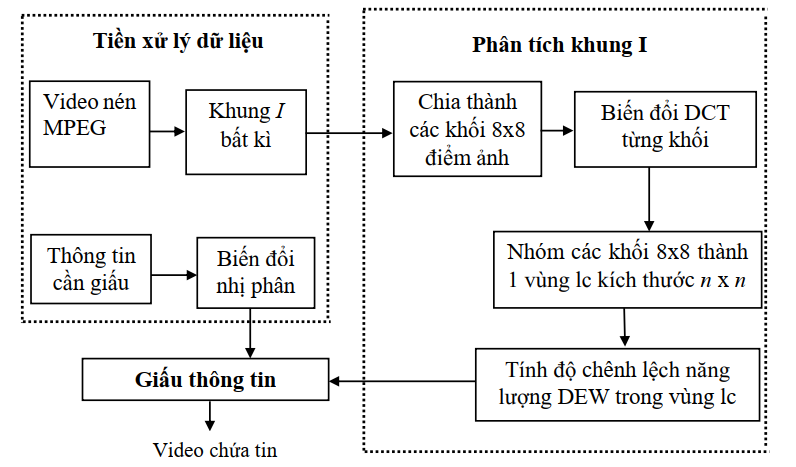 Tiền xử lý dữ liệu
Video nén
MPEG
Khung I
bất kì
Thông tin
cần giấu
Biến đổi
nhị phân
Phân tích khung I
Chia thành
các khối 8x8
điểm ảnh
Biến đổi DCT
từng khối
Nhóm các khối 8x8 thành
1 vùng lc kích thước n x n
Tính độ chênh lệch năng
lượng DEW trong vùng lc
Giấu thông tin
Video chứa tin